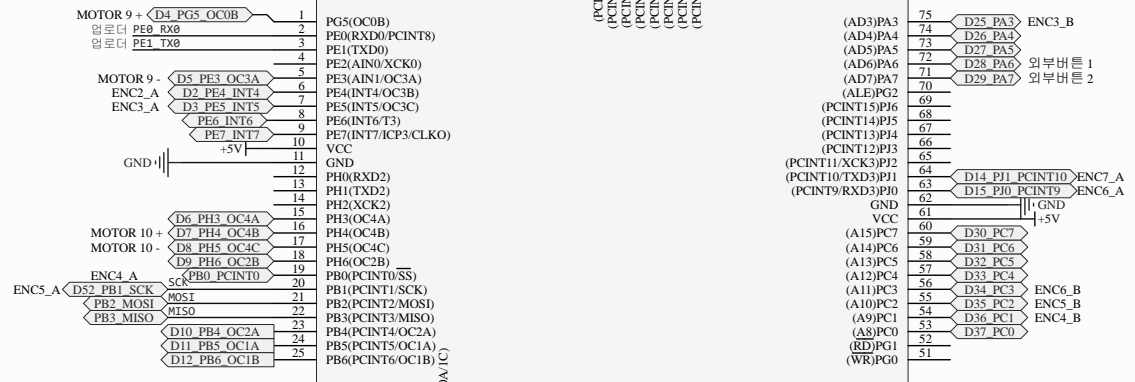 MOTOR 9 + D4_PG5_OC0B 1 PG5(OC0B)
업로더 PE0_RX0 2 PE0(RXD0/PCINT8)
업로더 PE1_TX0 3 PE1(TXD0)
4 PE2(AIN0/XCK0)
MOTOR 9 - D5_PE3_OC3A 5 PE3(AIN1/OC3A)
ENC2_A D2_PE4_INT4 6 PE4(INT4/OC3B)
ENC3_A D3_PE5_INT5 7 PE5(INT5/OC3C)
PE6_INT6 8 PE6(INT6/T3)
PE7_INT7 9 PE7(INT7/ICP3/CLKO)
+5V 10 VCC
GND 11 GND
12 PH0(RXD2)
13 PH1(TXD2)
14 PH2(XCK2)
D6_PH3_OC4A 15 PH3(OC4A)
MOTOR 10 + D7_PH4_OC4B 16 PH4(OC4B)
MOTOR 10 - D8_PH5_OC4C 17 PH5(OC4C)
D9_PH6_OC2B 18 PH6(OC2B)
ENC4_A PB0_PCINT0 19 PB0(PCINT0/SS)
ENC5_A D52_PB1_SCK SCK 20 PB1(PCINT1/SCK)
PB2_MOSI MOSI 21 PB2(PCINT2/MOSI)
PB3_MISO MISO 22 PB3(PCINT3/MISO)
D10_PB4_OC2A 23 PB4(PCINT4/OC2A)
D11_PB5_OC1A 24 PB5(PCINT5/OC1A)
D12_PB6_OC1B 25 PB6(PCINT6/OC1B)
0A/1C)
(PCIN
(PCIN
(PCIN
(PCIN
(PCIN
(PCIN
(PCIN
(PCIN
(AD3)PA3 75 D25_PA3 ENC3_B
(AD4)PA4 74 D26_PA4
(AD5)PA5 73 D27_PA5
(AD6)PA6 72 D28_PA6 외부버튼 1
(AD7)PA7 71 D29_PA7 외부버튼 2
(ALE)PG2 70
(PCINT15)PJ6 69
(PCINT14)PJ5 68
(PCINT13)PJ4 67
(PCINT12)PJ3 66
(PCINT11/XCK3)PJ2 65
(PCINT10/TXD3)PJ1 64 D14_PJ1_PCINT10 ENC7_A
(PCINT9/RXD3)PJ0 63 D15_PJ0_PCINT9 ENC6_A
GND 62 GND
VCC 61 +5V
(A15)PC7 60 D30_PC7
(A14)PC6 59 D31_PC6
(A13)PC5 58 D32_PC5
(A12)PC4 57 D33_PC4
(A11)PC3 56 D34_PC3 ENC6_B
(A10)PC2 55 D35_PC2 ENC5_B
(A9)PC1 54 D36_PC1 ENC4_B
(A8)PC0 53 D37_PC0
(RD)PG1 52
(WR)PG0 51